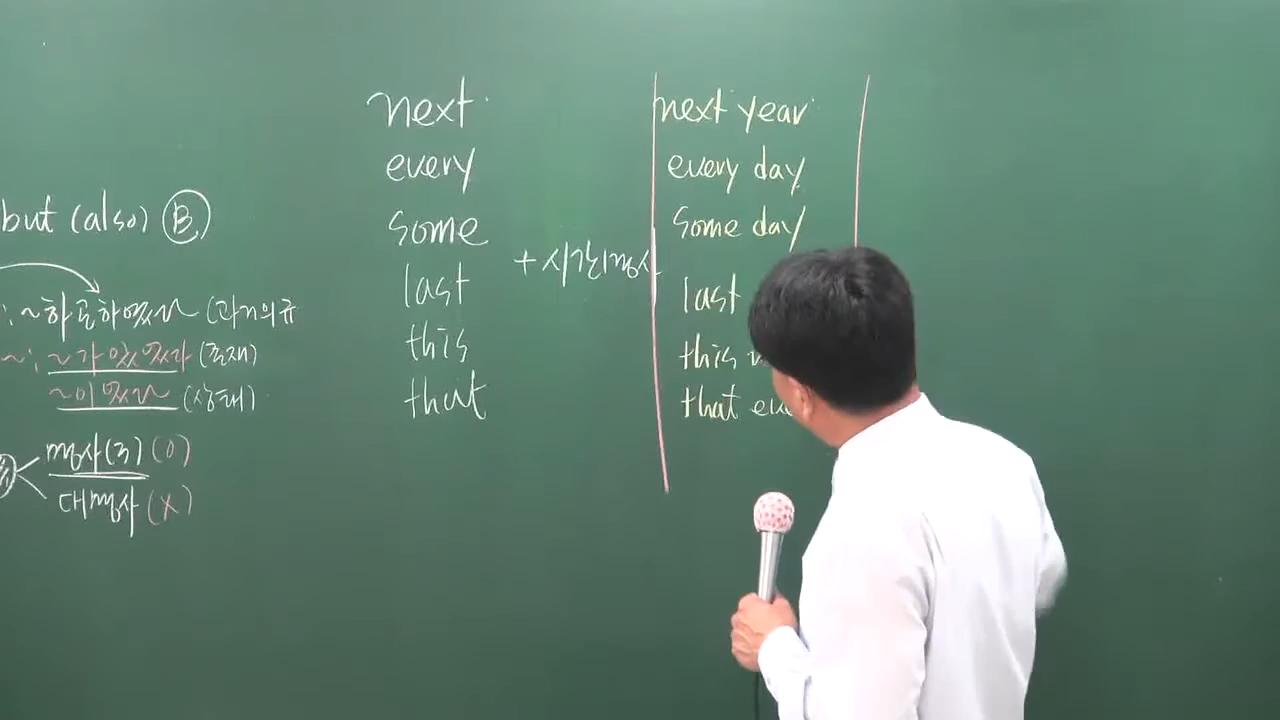 but (also) B
: ~하곤하였다 (과거의규
~: ~가 있었다 (존재)
~이었다 (상태)
명사(구) (O)
대명사 (X)
next
every
some
last
this
that
+ 시간명사
next year
every day
some day
last
this
that eve